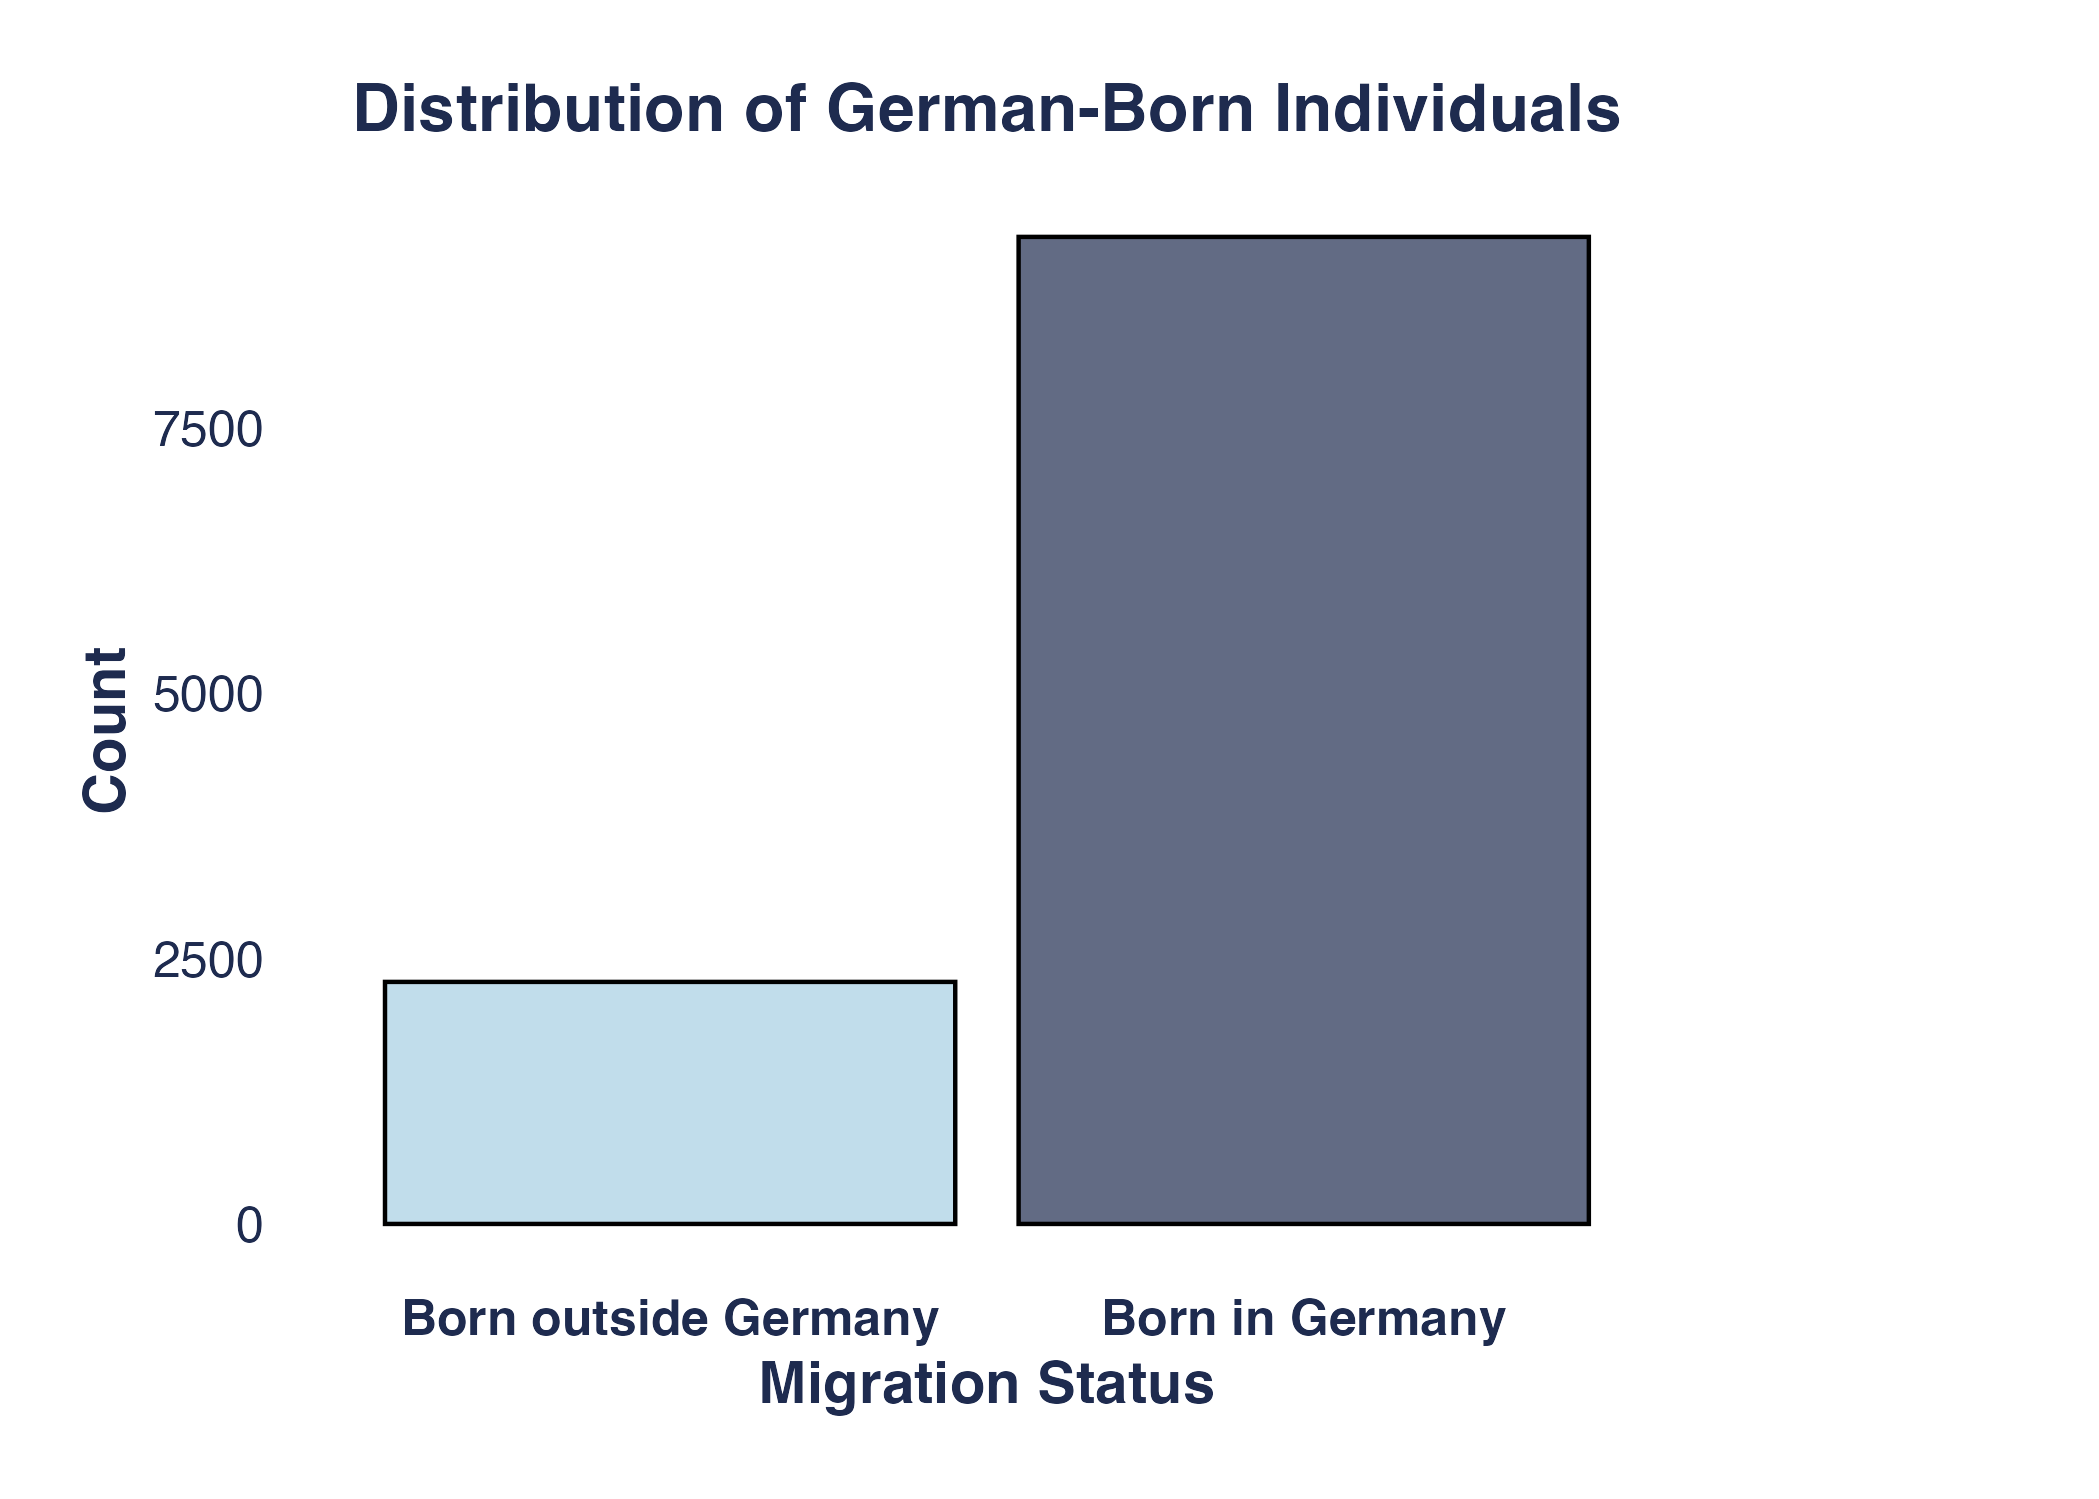 Distribution of German-Born Individuals
7500
5000
2500
0
Count
Born outside Germany
Born in Germany
Migration Status